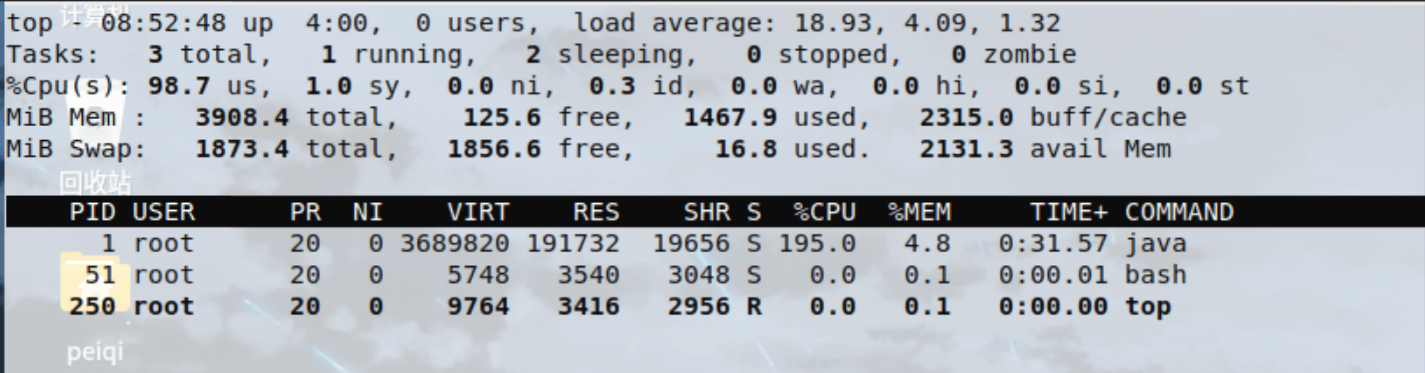 计算机
top - 08:52:48 up  4:00,  0 users,  load average: 18.93, 4.09, 1.32
Tasks:   3 total,   1 running,   2 sleeping,   0 stopped,   0 zombie
%Cpu(s): 98.7 us,  1.0 sy,  0.0 ni,  0.3 id,  0.0 wa,  0.0 hi,  0.0 si,  0.0 st
MiB Mem :   3908.4 total,    125.6 free,   1467.9 used,   2315.0 buff/cache
MiB Swap:   1873.4 total,   1856.6 free,     16.8 used.   2131.3 avail Mem
回收站
    PID USER      PR  NI    VIRT    RES    SHR S  %CPU  %MEM     TIME+ COMMAND
      1 root      20   0 3689820 191732  19656 S 195.0   4.8   0:31.57 java
     51 root      20   0    5748   3540   3048 S   0.0   0.1   0:00.01 bash
    250 root      20   0    9764   3416   2956 R   0.0   0.1   0:00.00 top
peiqi